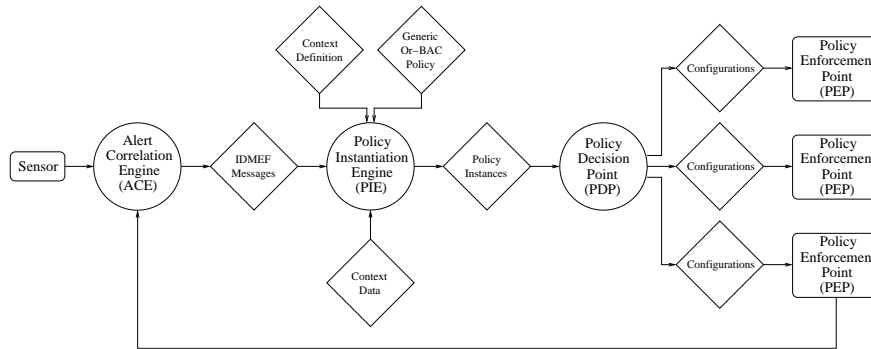 Context
Definition
Generic
Or-BAC
Policy
Configurations
Policy
Enforcement
Point
(PEP)
Sensor
Alert
Correlation
Engine
(ACE)
IDMEF
Messages
Policy
Instantiation
Engine
(PIE)
Policy
Instances
Policy
Decision
Point
(PDP)
Configurations
Policy
Enforcement
Point
(PEP)
Context
Data
Configurations
Policy
Enforcement
Point
(PEP)